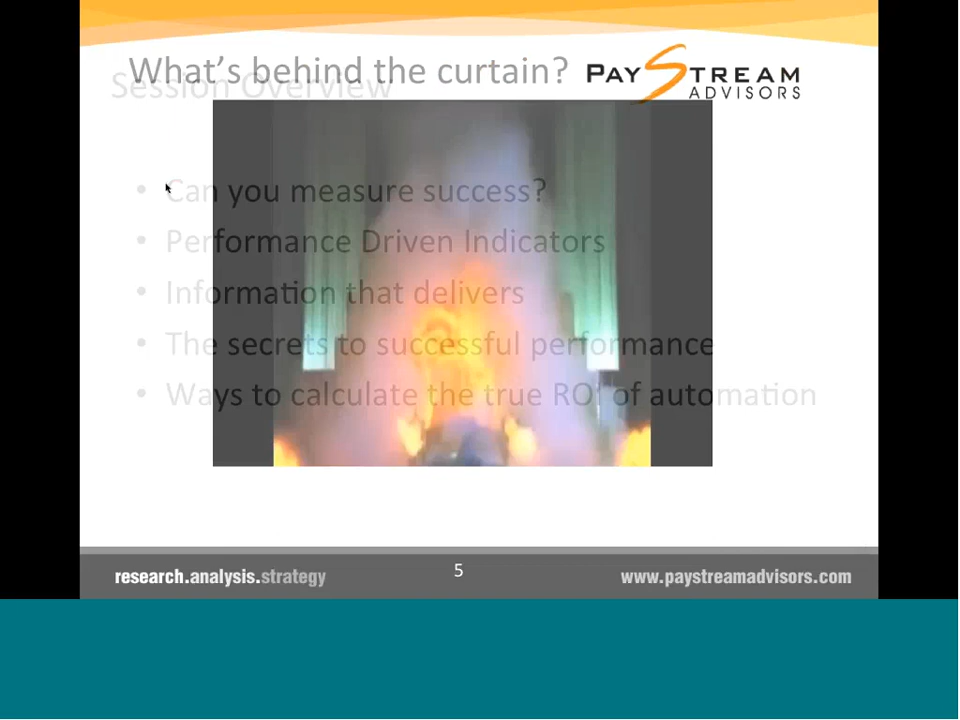 What's behind the curtain?
Session Overview
PAYSTREAM
ADVISORS
• Can you measure success?
• Performance Driven Indicators
• Information that delivers
• The secrets to successful performance
• Ways to calculate the true ROI of automation
research.analysis.strategy
5
www.paystreamadvisors.com